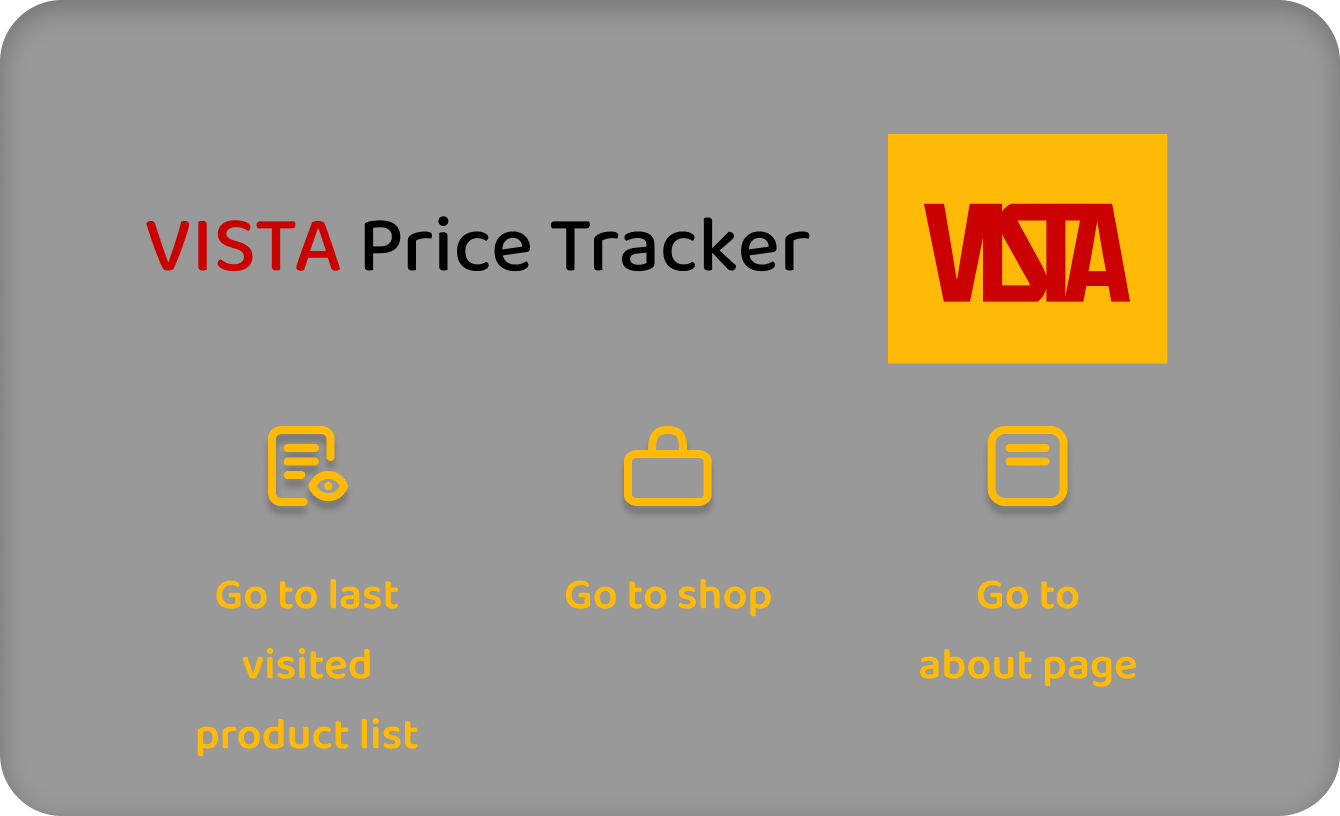 VISTA Price Tracker
VISTA
Go to last
visited
product list
Go to shop
Go to
about page